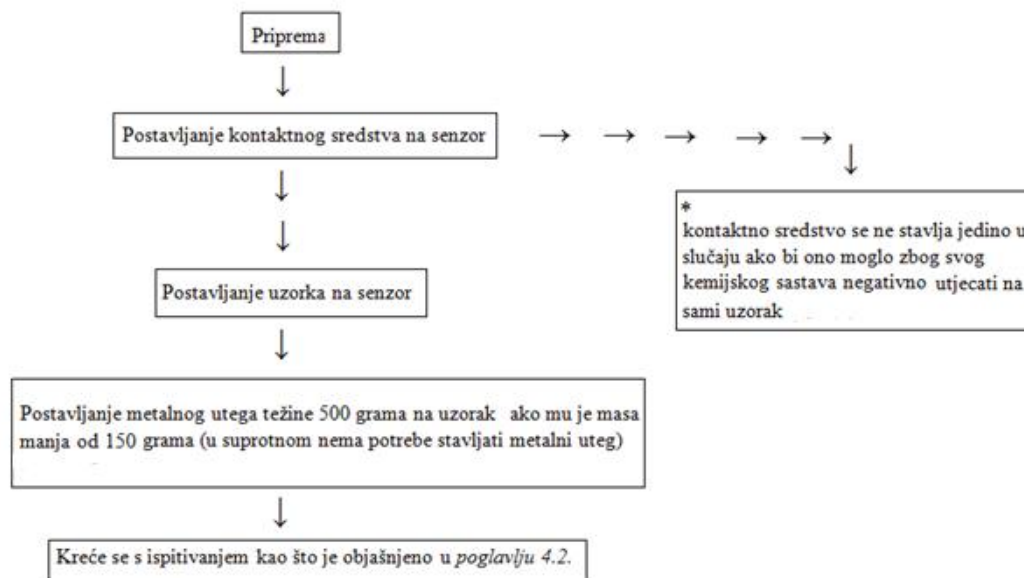 Priprema
Postavljanje kontaktnog sredstva na senzor
*
kontaktno sredstvo se ne stavlja jedino u
slučaju ako bi ono moglo zbog svog
kemijskog sastava negativno utjecati na
sami uzorak
Postavljanje uzorka na senzor
Postavljanje metalnog utega težine 500 grama na uzorak ako mu je masa
manja od 150 grama (u suprotnom nema potrebe stavljati metalni uteg)
Kreće se s ispitivanjem kao što je objašnjeno u poglavlju 4.2.